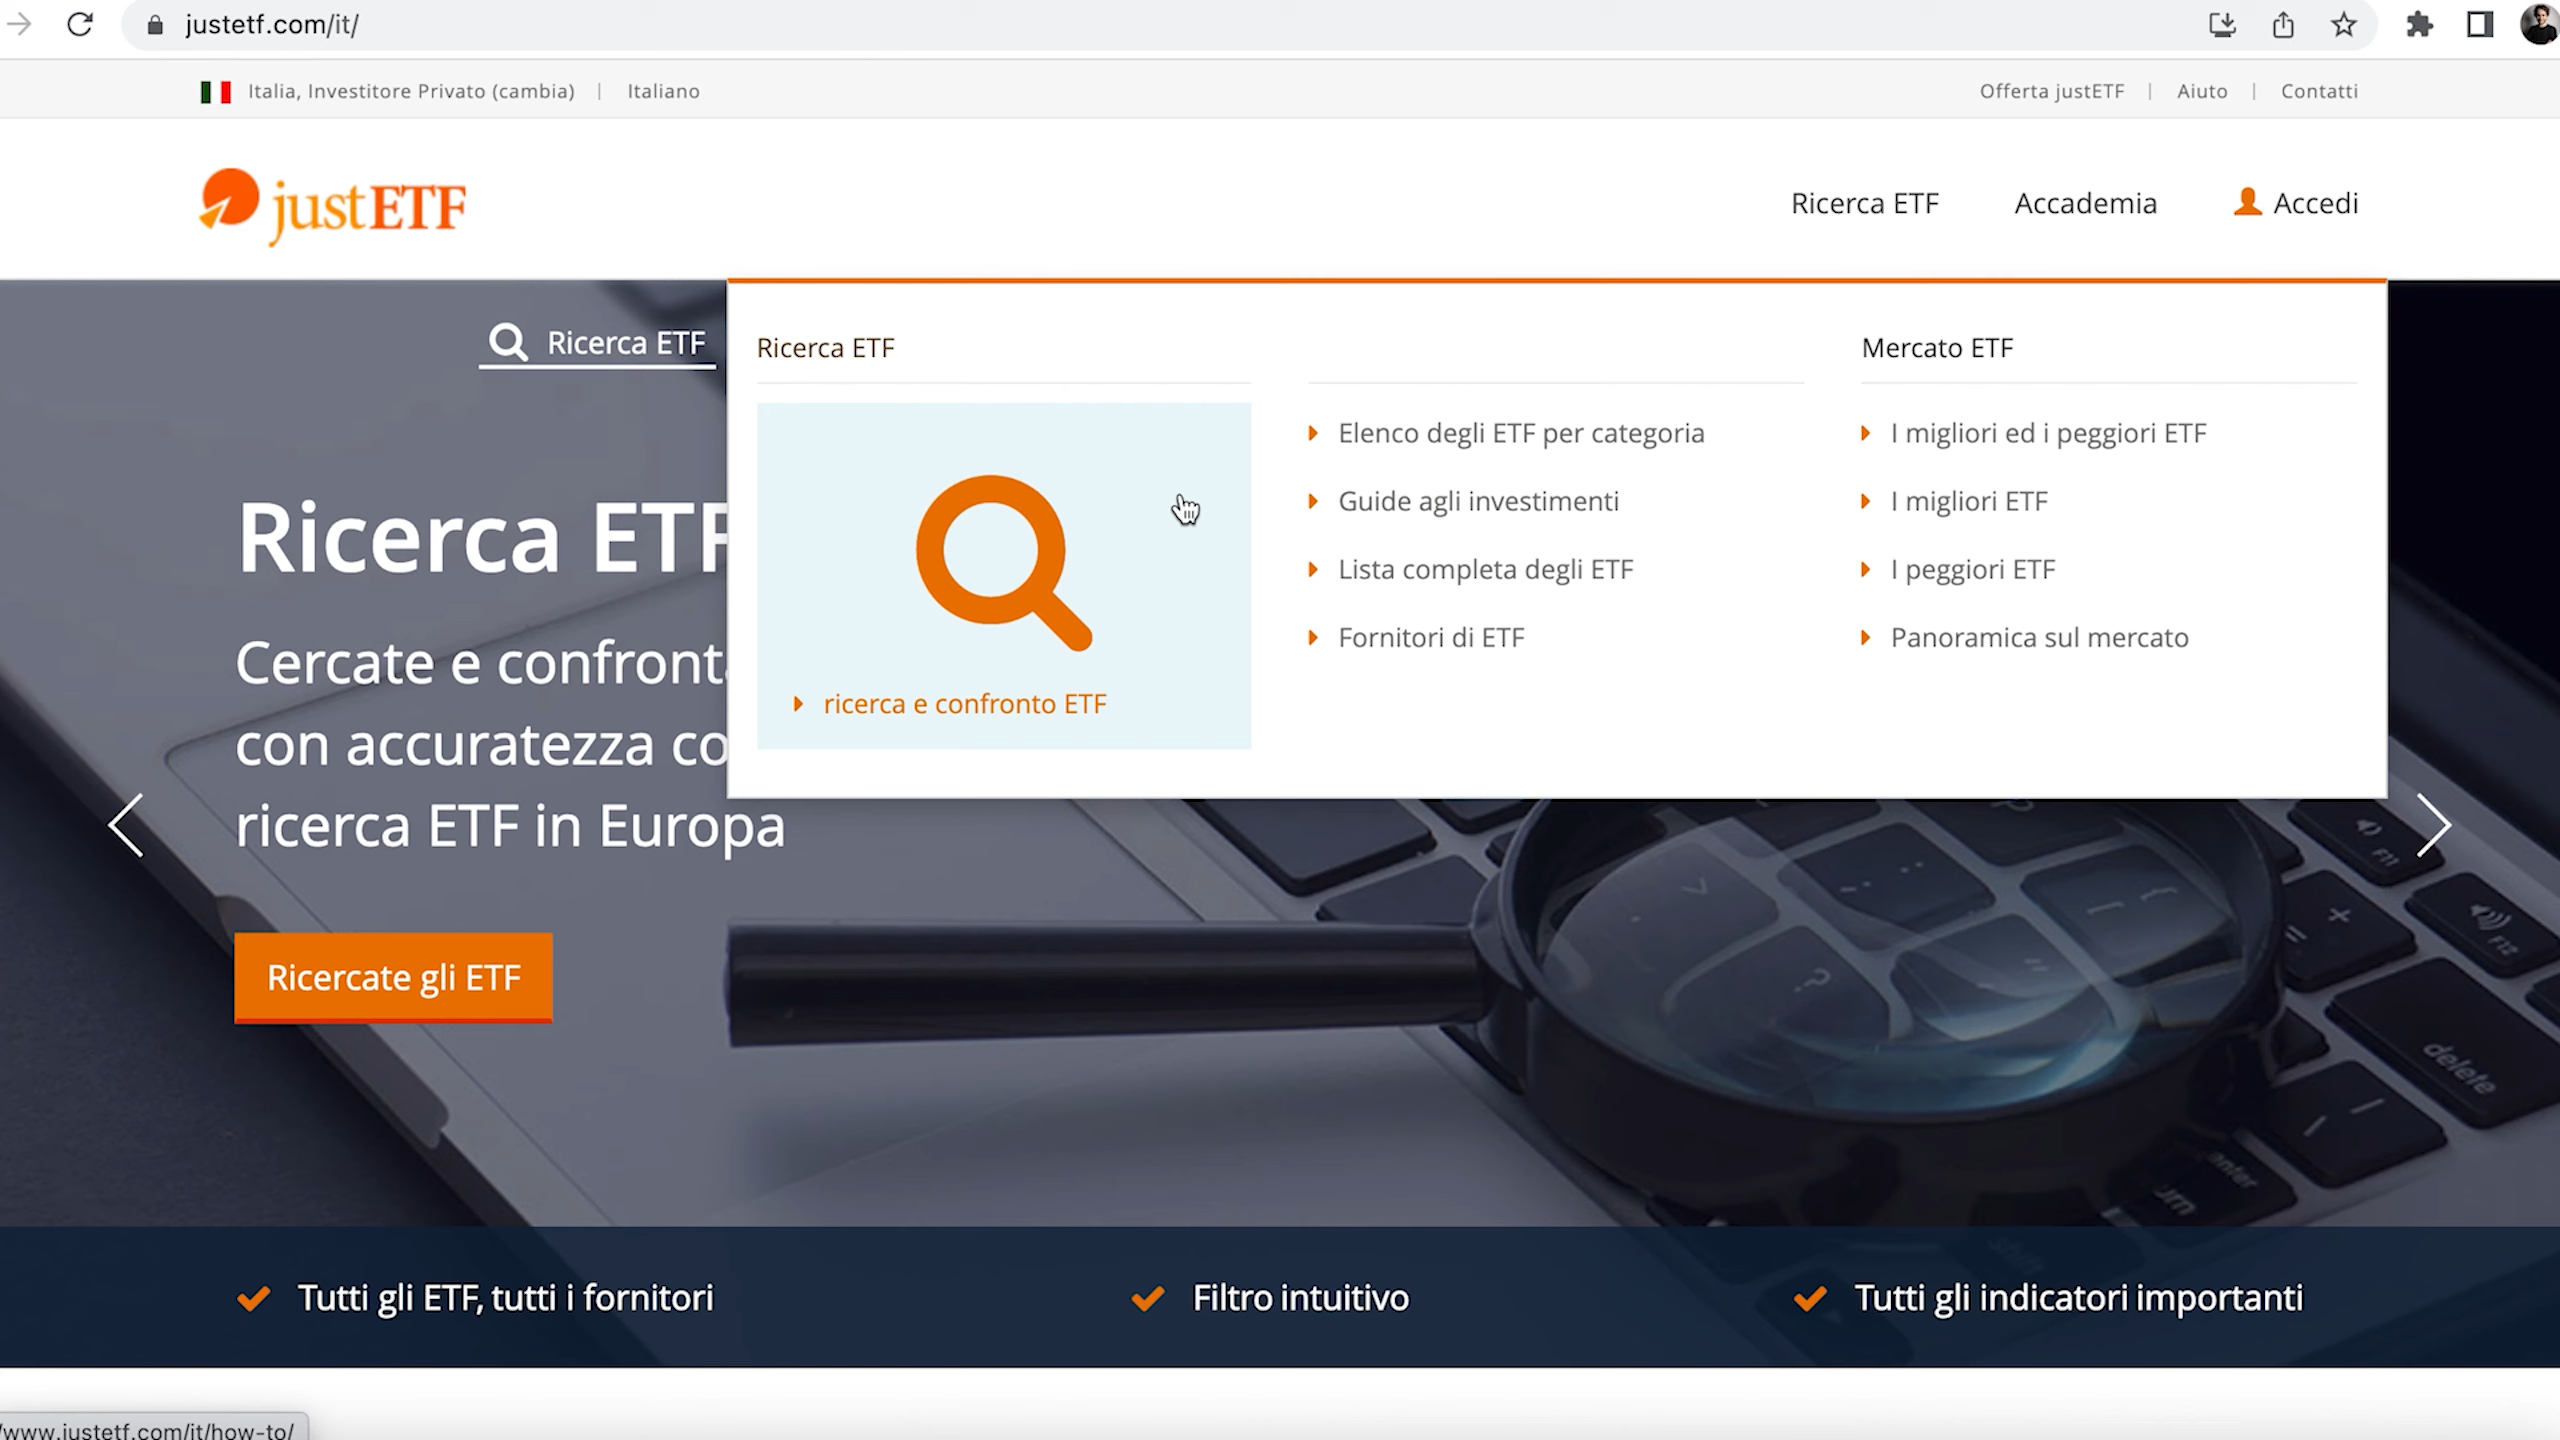 justetf.com/it/
Italia, Investitore Privato (cambia) | Italiano
Offerta justETF | Aiuto | Contatti
justETF
Ricerca ETF
Accademia
Accedi
Ricerca ETF
Ricerca ETF
Mercato ETF
Elenco degli ETF per categoria
Guide agli investimenti
Lista completa degli ETF
Fornitori di ETF
I migliori ed i peggiori ETF
I migliori ETF
I peggiori ETF
Panoramica sul mercato
ricerca e confronto ETF
Ricerca ETF
Cercate e confront
con accuratezza co
ricerca ETF in Europa
Ricercate gli ETF
F11
F12
delete
enter
Tutti gli ETF, tutti i fornitori
Filtro intuitivo
Tutti gli indicatori importanti
/www.justetf.com/it/how-to/